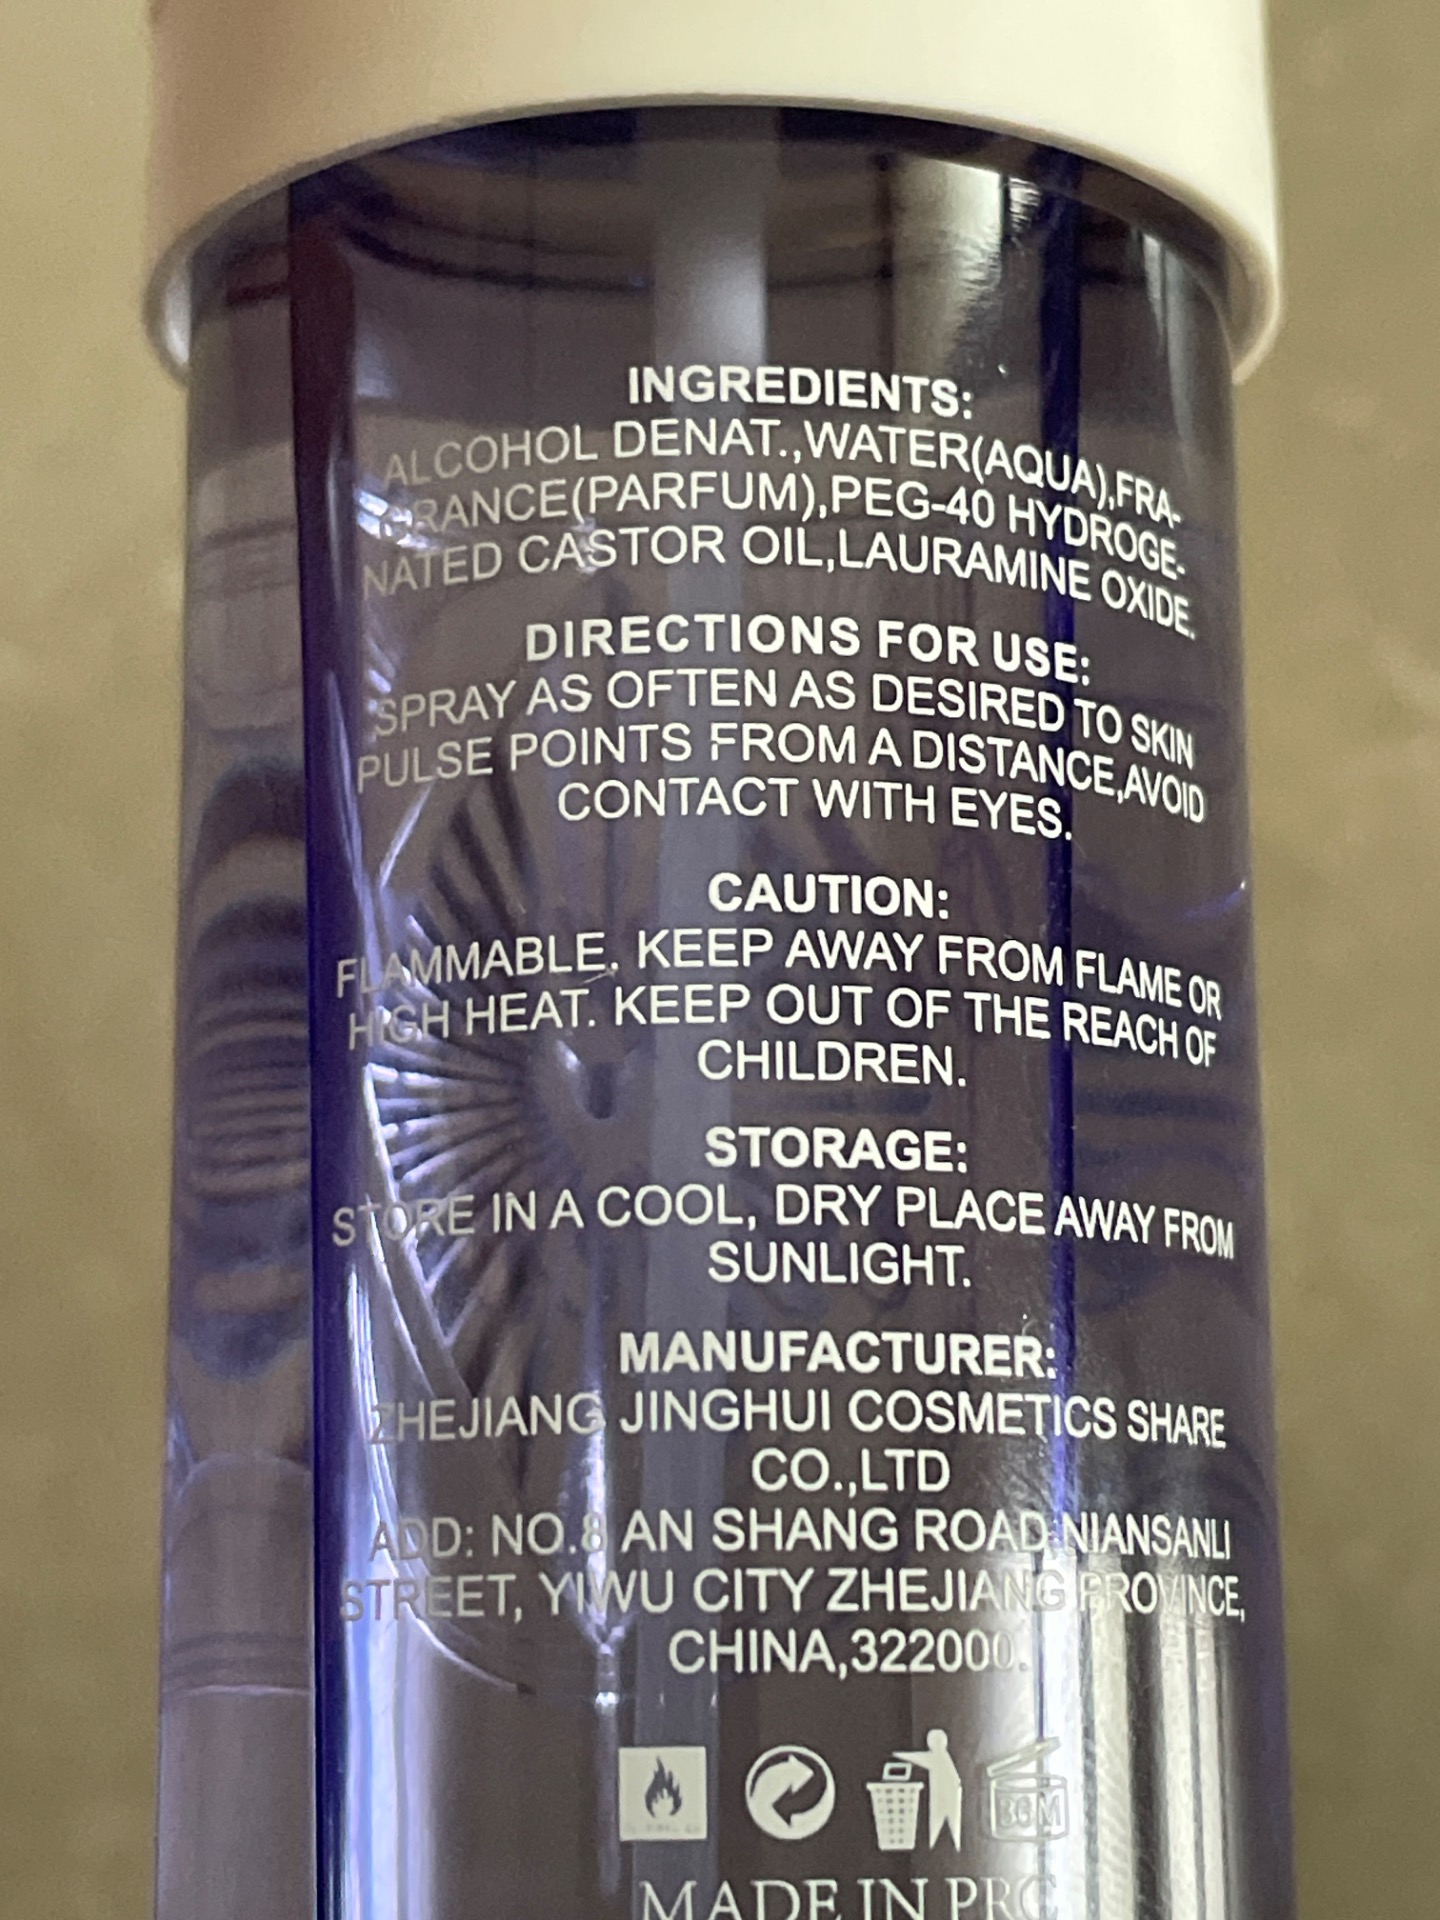 INGREDIENTS:
ALCOHOL DENAT.,WATER(AQUA),FRA-
GRANCE(PARFUM),PEG-40 HYDROGE-
NATED CASTOR OIL,LAURAMINE OXIDE.
DIRECTIONS FOR USE:
SPRAY AS OFTEN AS DESIRED TO SKIN
PULSE POINTS FROM A DISTANCE,AVOID
CONTACT WITH EYES.
CAUTION:
FLAMMABLE. KEEP AWAY FROM FLAME OR
HIGH HEAT. KEEP OUT OF THE REACH OF
CHILDREN.
STORAGE:
STORE IN A COOL, DRY PLACE AWAY FROM
SUNLIGHT.
MANUFACTURER:
ZHEJIANG JINGHUI COSMETICS SHARE
CO.,LTD
ADD: NO.8 AN SHANG ROAD NIANSANLI
STREET, YIWU CITY ZHEJIANG PROVINCE,
CHINA,322000.
MADE IN PRC